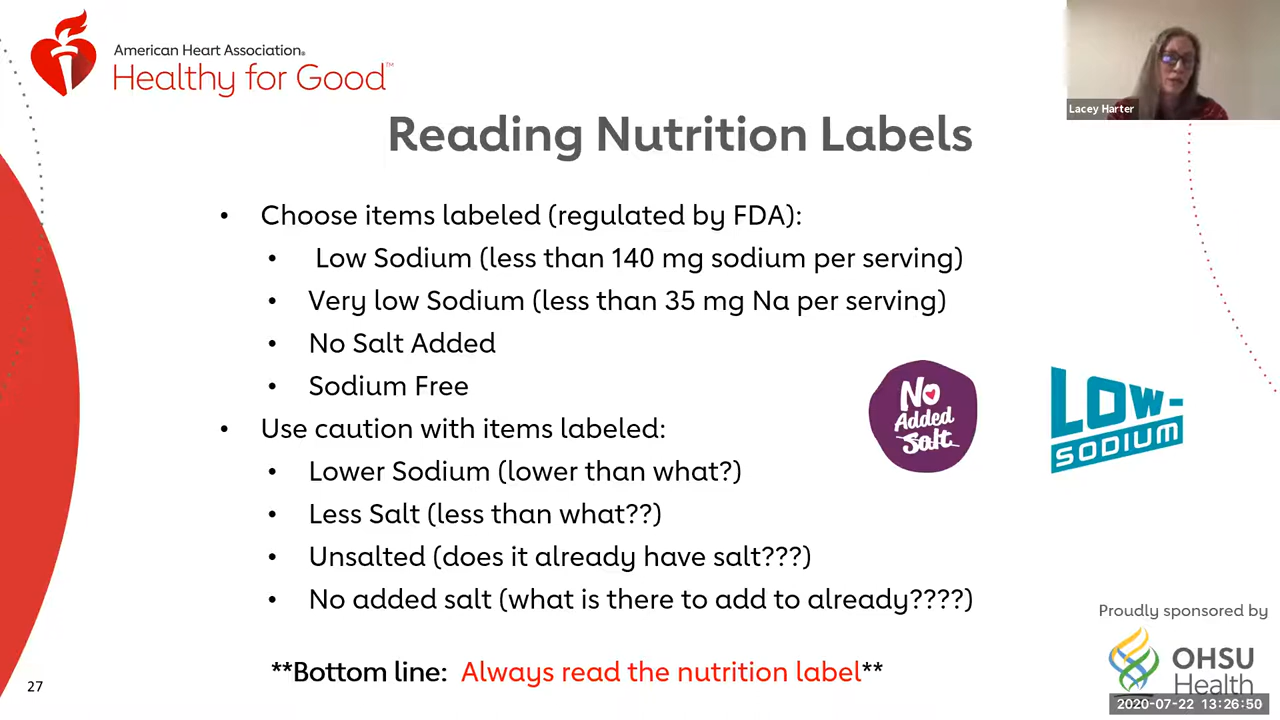 American Heart Association®
Healthy for Good™
Lacey Harter
Reading Nutrition Labels
• Choose items labeled (regulated by FDA):
• Low Sodium (less than 140 mg sodium per serving)
• Very low Sodium (less than 35 mg Na per serving)
• No Salt Added
• Sodium Free
• Use caution with items labeled:
• Lower Sodium (lower than what?)
• Less Salt (less than what??)
• Unsalted (does it already have salt???)
• No added salt (what is there to add to already????)
No
Added
Salt
LOW-
SODIUM
**Bottom line: Always read the nutrition label**
27
Proudly sponsored by
OHSU
Health
2020-07-22 13:26:50